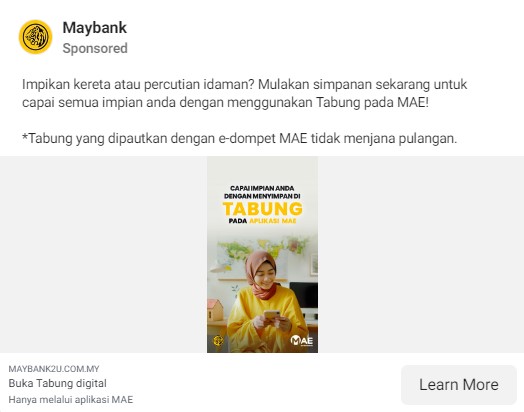 Maybank
Sponsored
Impikan kereta atau percutian idaman? Mulakan simpanan sekarang untuk
capai semua impian anda dengan menggunakan Tabung pada MAE!
*Tabung yang dipautkan dengan e-dompet MAE tidak menjana pulangan.
CAPAI IMPIAN ANDA
DENGAN MENYIMPAN DI
TABUNG
PADA APLIKASI MAE
MAE
MAYBANK2U.COM.MY
Buka Tabung digital
Hanya melalui aplikasi MAE
Learn More